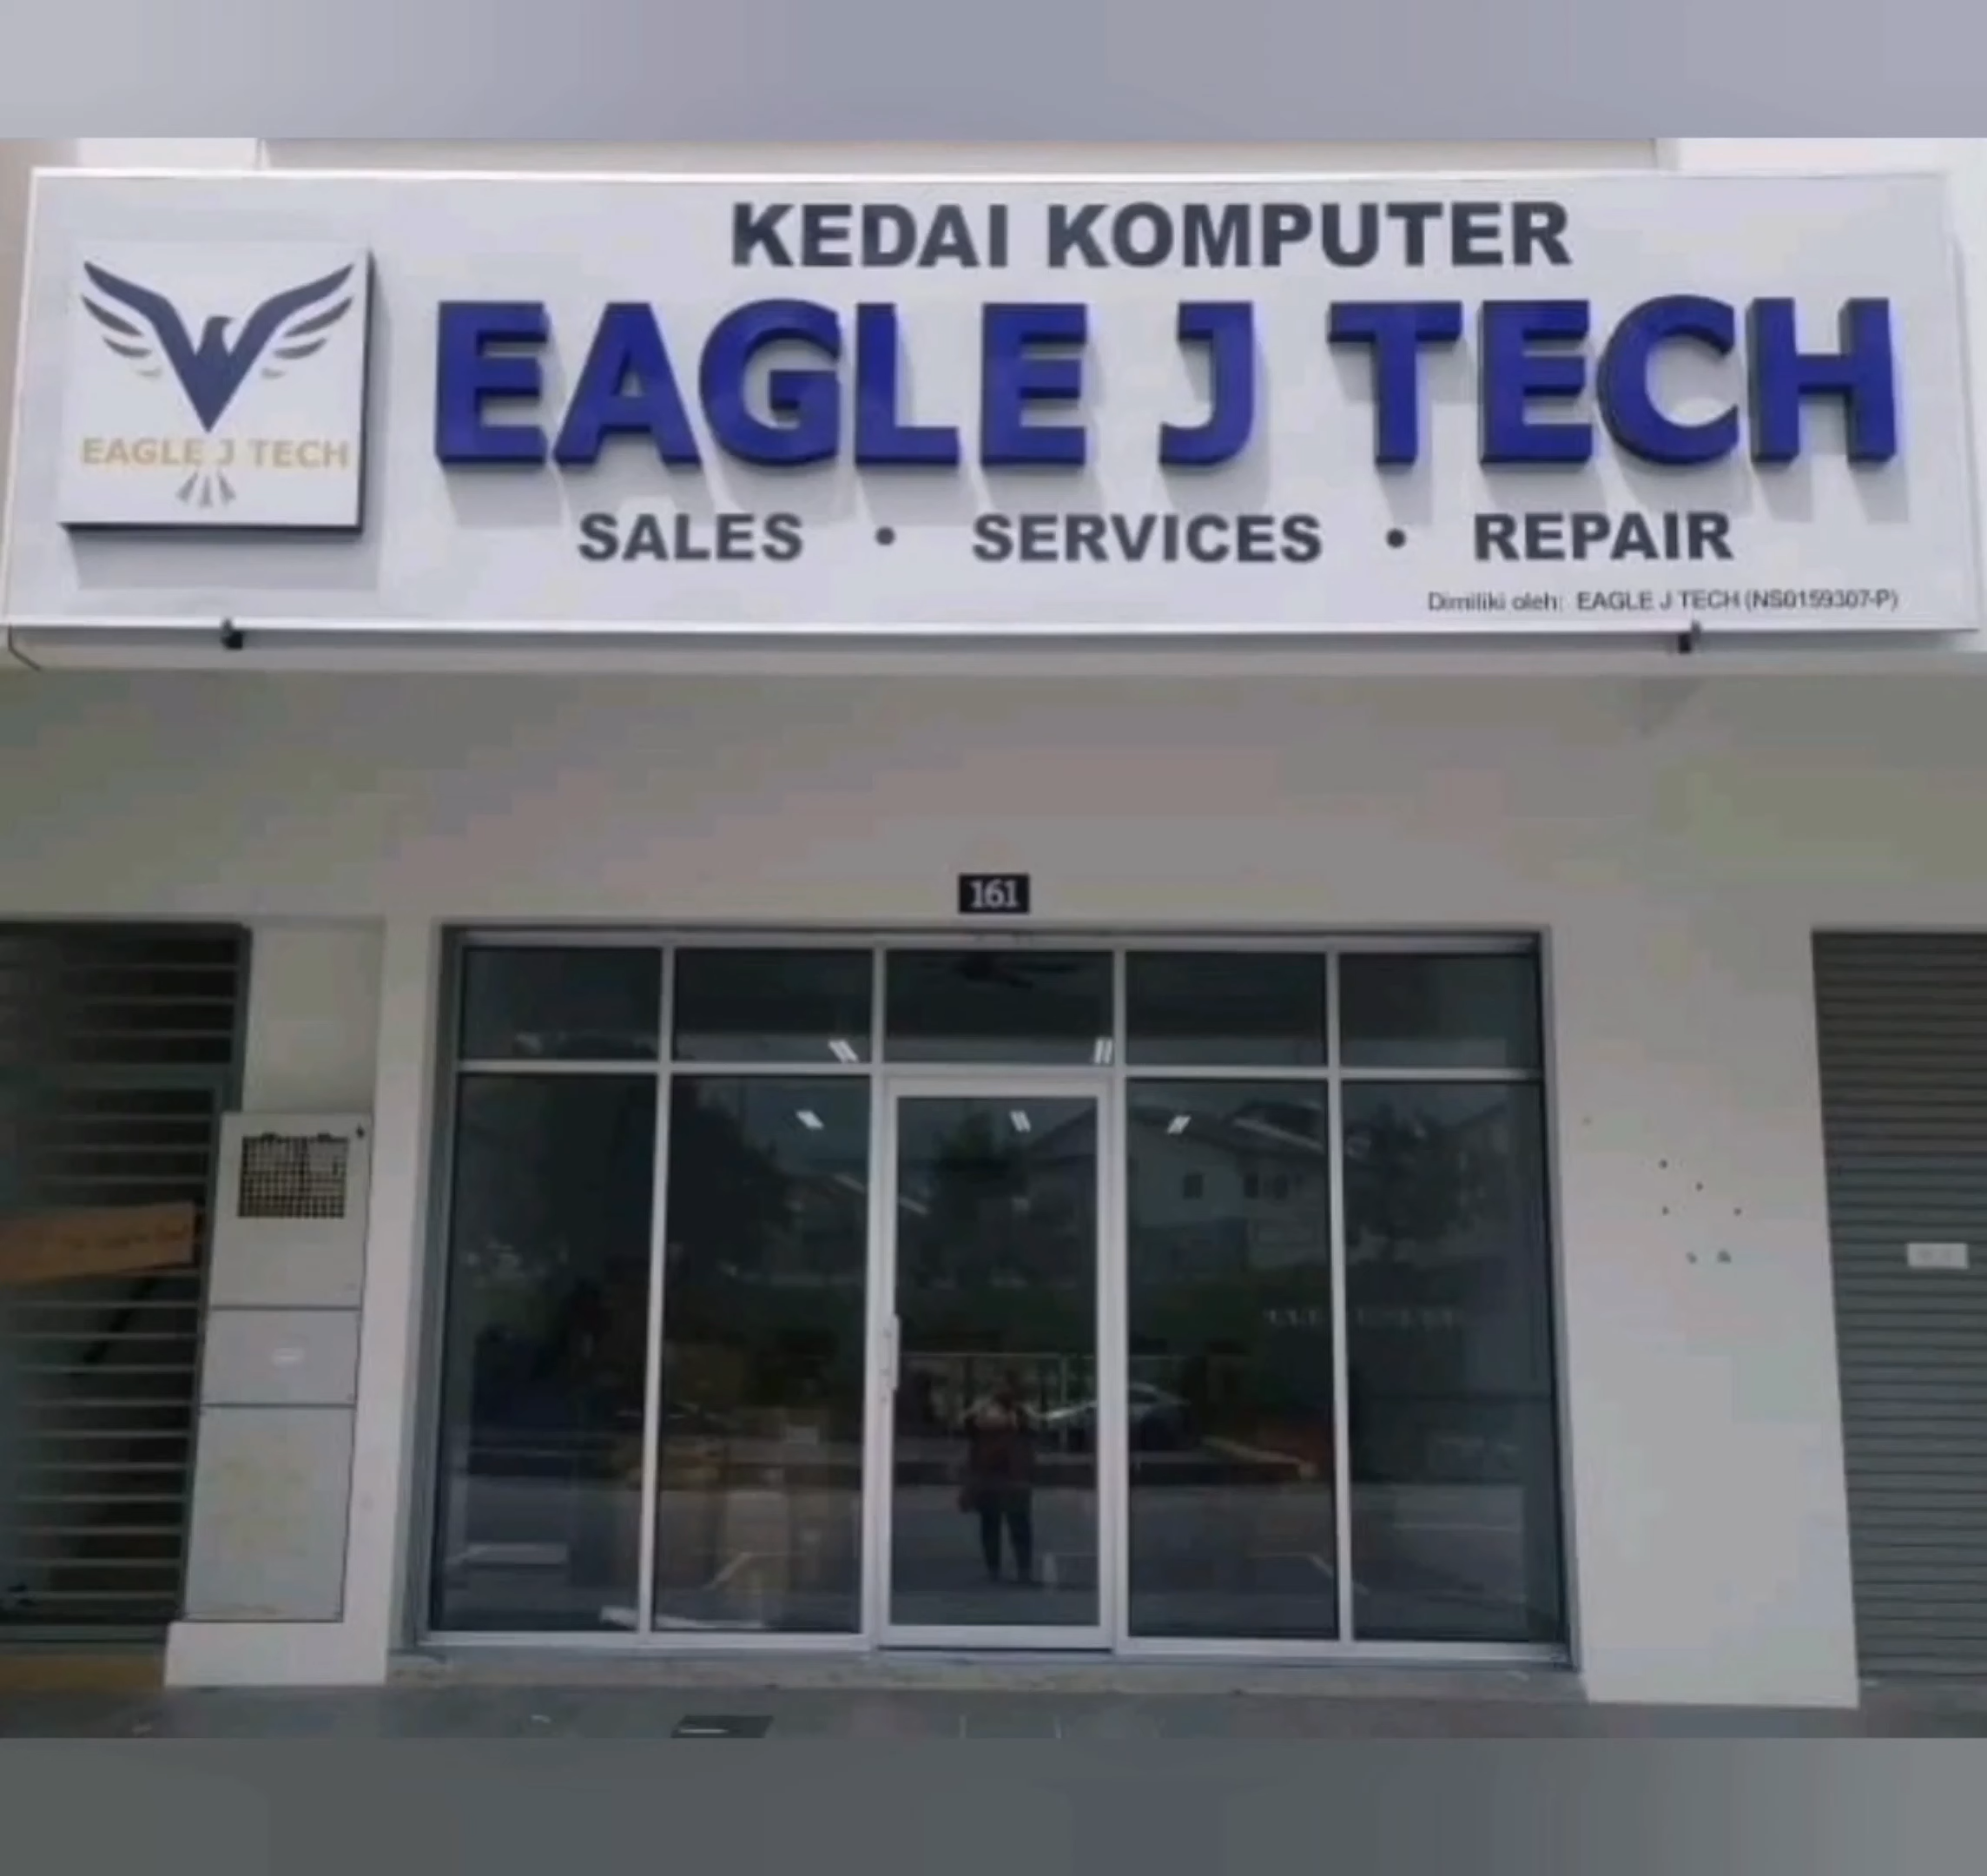 KEDAI KOMPUTER
EAGLE J TECH
EAGLE J TECH
SALES • SERVICES • REPAIR
Dimiliki oleh: EAGLE J TECH (NS0159307-P)
161